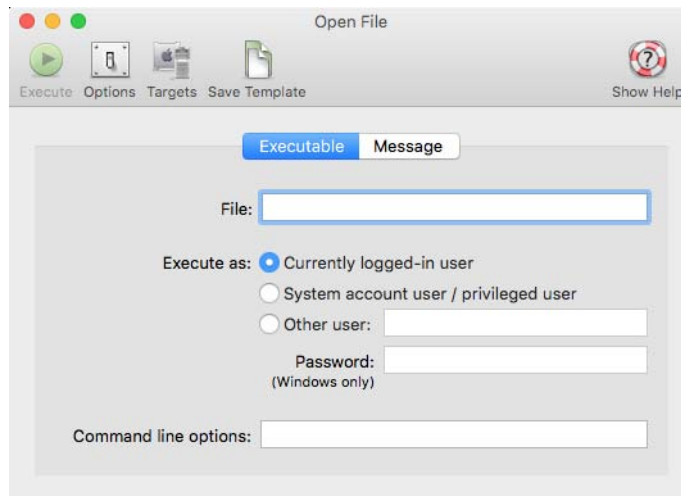 Open File
Execute Options Targets Save Template Show Help
Executable Message
File:
Execute as: Currently logged-in user
System account user / privileged user
Other user:
Password:
(Windows only)
Command line options: